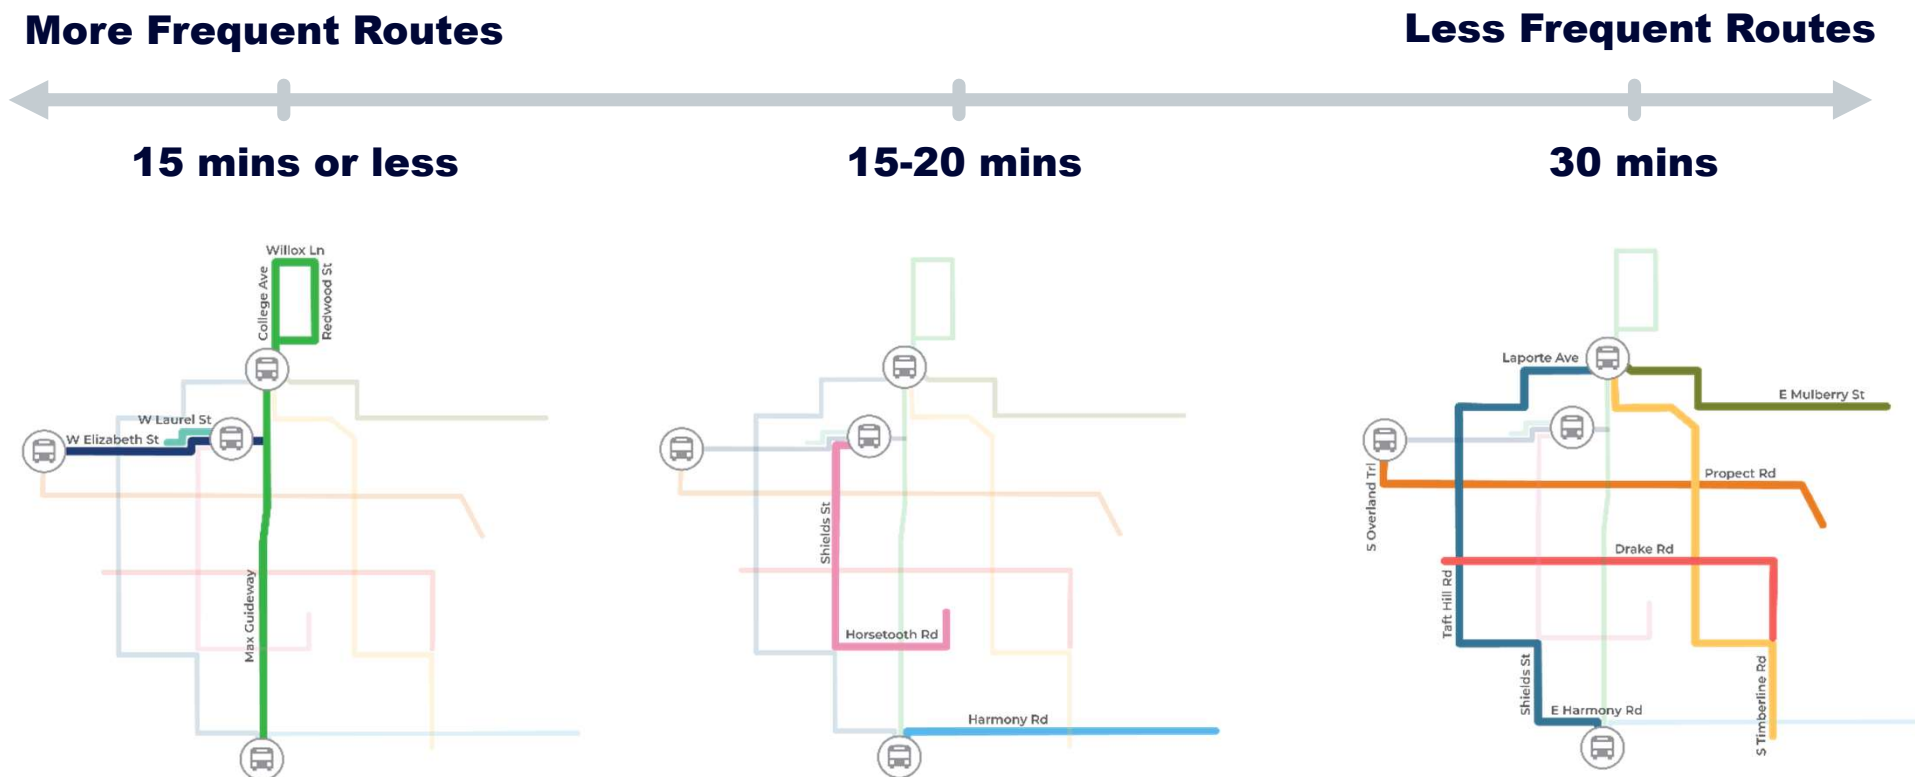 More Frequent Routes
Less Frequent Routes
15 mins or less
15-20 mins
30 mins
Willox Ln
College Ave
Redwood St
W Laurel St
W Elizabeth St
Max Guideway
Shields St
Horsetooth Rd
Harmony Rd
Laporte Ave
E Mulberry St
S Overland Trl
Propect Rd
Drake Rd
Taft Hill Rd
Shields St
E Harmony Rd
S Timberline Rd